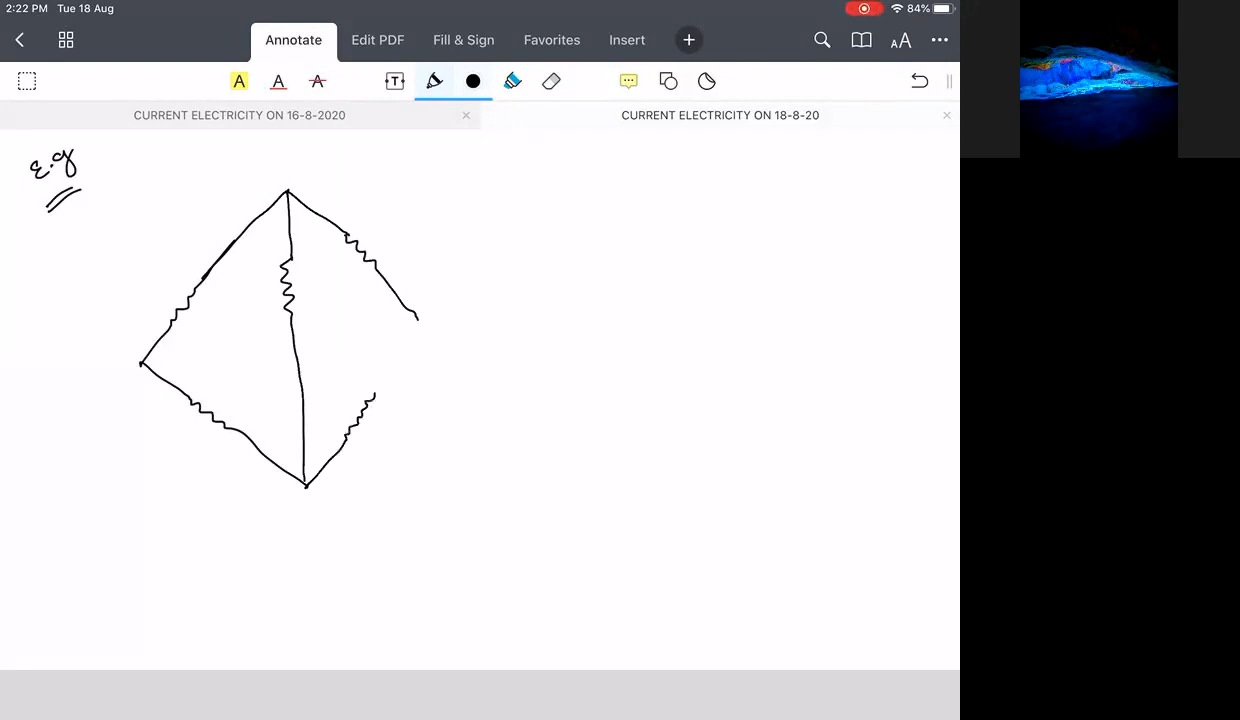 2:22 PM Tue 18 Aug 84%
Annotate Edit PDF Fill & Sign Favorites Insert AA
A A A T
CURRENT ELECTRICITY ON 16-8-2020 CURRENT ELECTRICITY ON 18-8-20
E.g